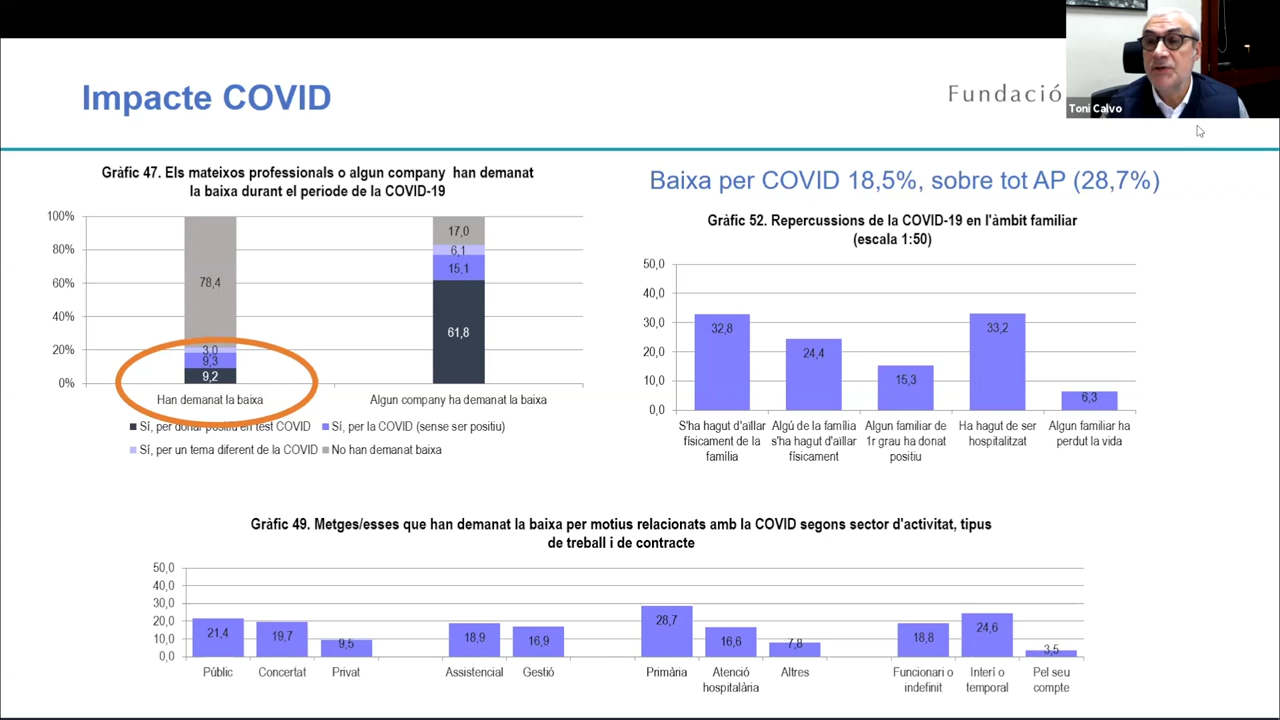 Impacte COVID
Fundació
Toni Calvo
Gràfic 47. Els mateixos professionals o algun company han demanat
la baixa durant el periode de la COVID-19
100%
80%
60%
40%
20%
0%
78,4
3,0
9,3
9,2
17,0
6,1
15,1
61,8
Han demanat la baixa
Algun company ha demanat la baixa
Sí, per donar positiu en test COVID
Sí, per la COVID (sense ser positiu)
Sí, per un tema diferent de la COVID
No han demanat baixa
Baixa per COVID 18,5%, sobre tot AP (28,7%)
Gràfic 52. Repercussions de la COVID-19 en l'àmbit familiar
(escala 1:50)
50,0
40,0
30,0
20,0
10,0
0,0
32,8
24,4
15,3
33,2
6,3
S'ha hagut d'aïllar
físicament de la
família
Algú de la família
s'ha hagut d'aïllar
físicament
Algun familiar de
1r grau ha donat
positiu
Ha hagut de ser
hospitalitzat
Algun familiar ha
perdut la vida
Gràfic 49. Metges/esses que han demanat la baixa per motius relacionats amb la COVID segons sector d'activitat, tipus
de treball i de contracte
50,0
40,0
30,0
20,0
10,0
0,0
21,4
19,7
9,5
18,9
16,9
28,7
16,6
7,8
18,8
24,6
3,5
Públic
Concertat
Privat
Assistencial
Gestió
Primària
Atenció
hospitalària
Altres
Funcionari o
indefinit
Interí o
temporal
Pel seu
compte